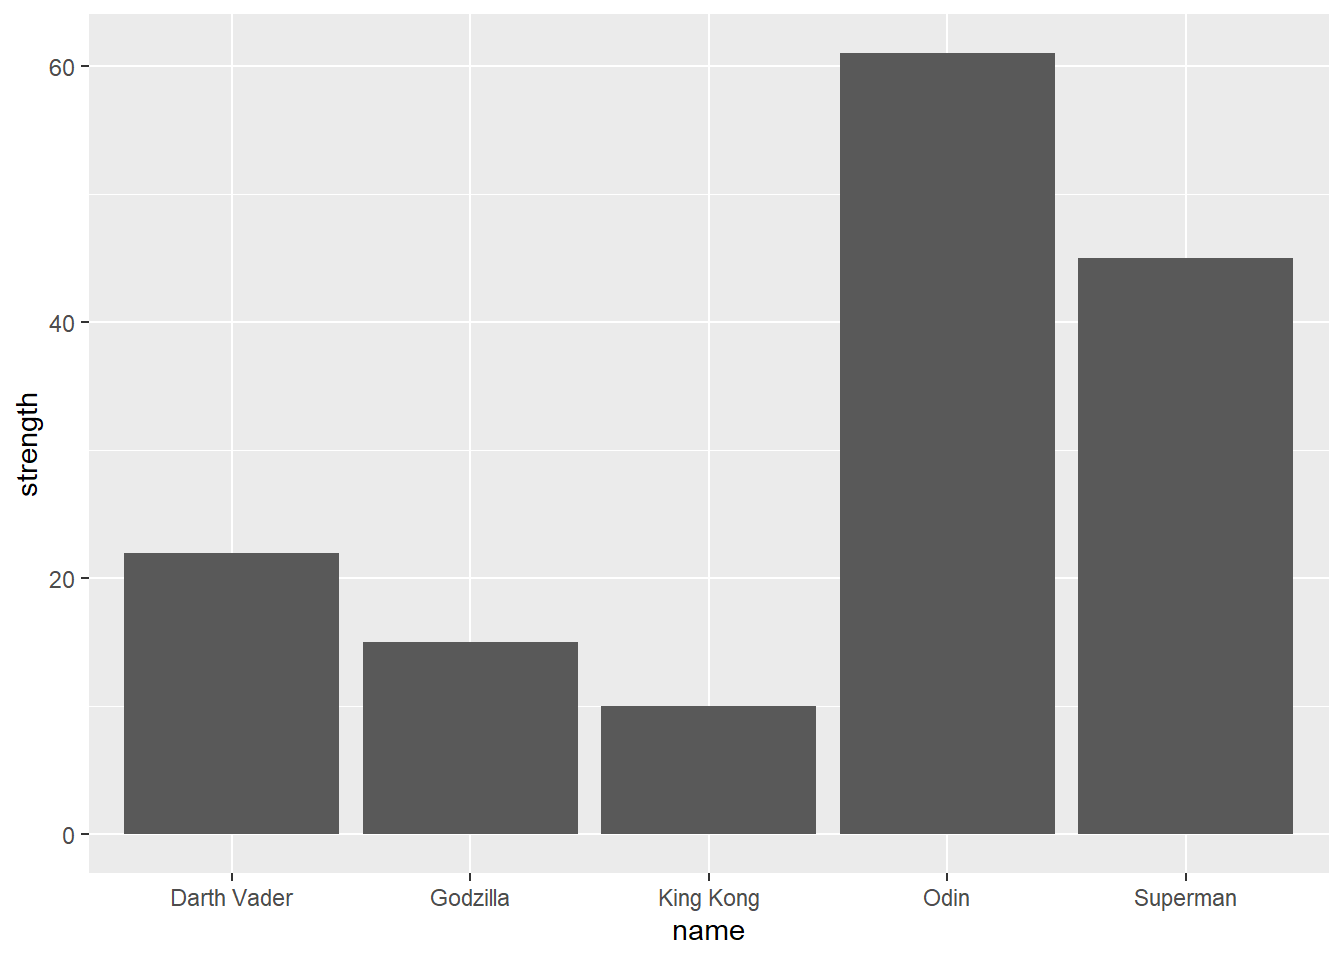 60
40
20
0
strength
Darth Vader
Godzilla
King Kong
Odin
Superman
name